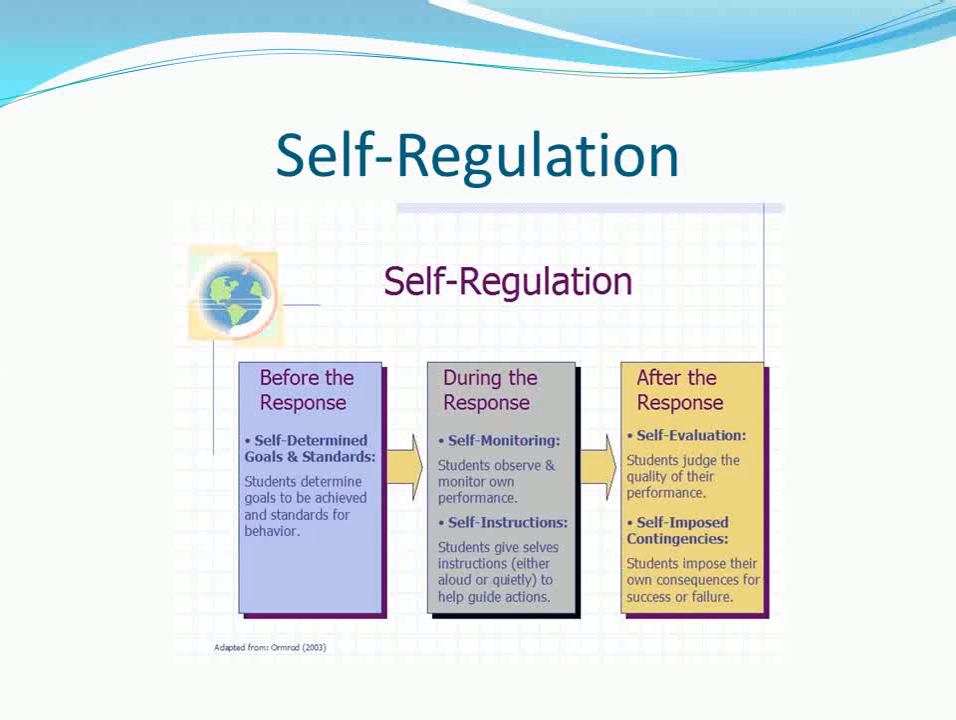 Self-Regulation
Self-Regulation
Before the
Response
• Self-Determined
Goals & Standards:
Students determine
goals to be achieved
and standards for
behavior.
During the
Response
• Self-Monitoring:
Students observe &
monitor own
performance.
• Self-Instructions:
Students give selves
instructions (either
aloud or quietly) to
help guide actions.
After the
Response
• Self-Evaluation:
Students judge the
quality of their
performance.
• Self-Imposed
Contingencies:
Students impose their
own consequences for
success or failure.
Adapted from: Ormrod (2003)